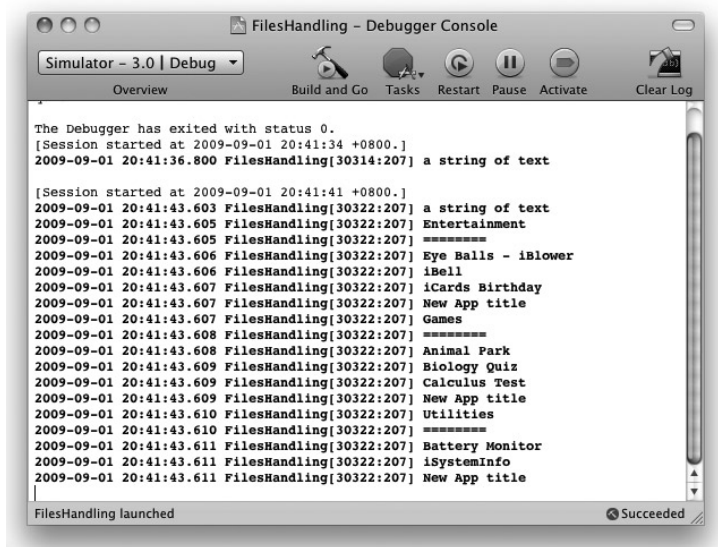 FilesHandling – Debugger Console
Simulator – 3.0 | Debug
Overview
Build and Go
Tasks
Restart
Pause
Activate
Clear Log
The Debugger has exited with status 0.
[Session started at 2009-09-01 20:41:34 +0800.]
2009-09-01 20:41:36.800 FilesHandling[30314:207] a string of text
[Session started at 2009-09-01 20:41:41 +0800.]
2009-09-01 20:41:43.603 FilesHandling[30322:207] a string of text
2009-09-01 20:41:43.605 FilesHandling[30322:207] Entertainment
2009-09-01 20:41:43.605 FilesHandling[30322:207] ========
2009-09-01 20:41:43.606 FilesHandling[30322:207] Eye Balls - iBlower
2009-09-01 20:41:43.606 FilesHandling[30322:207] iBell
2009-09-01 20:41:43.607 FilesHandling[30322:207] iCards Birthday
2009-09-01 20:41:43.607 FilesHandling[30322:207] New App title
2009-09-01 20:41:43.607 FilesHandling[30322:207] Games
2009-09-01 20:41:43.608 FilesHandling[30322:207] ========
2009-09-01 20:41:43.608 FilesHandling[30322:207] Animal Park
2009-09-01 20:41:43.609 FilesHandling[30322:207] Biology Quiz
2009-09-01 20:41:43.609 FilesHandling[30322:207] Calculus Test
2009-09-01 20:41:43.609 FilesHandling[30322:207] New App title
2009-09-01 20:41:43.610 FilesHandling[30322:207] Utilities
2009-09-01 20:41:43.610 FilesHandling[30322:207] ========
2009-09-01 20:41:43.611 FilesHandling[30322:207] Battery Monitor
2009-09-01 20:41:43.611 FilesHandling[30322:207] iSystemInfo
2009-09-01 20:41:43.611 FilesHandling[30322:207] New App title
FilesHandling launched
Succeeded